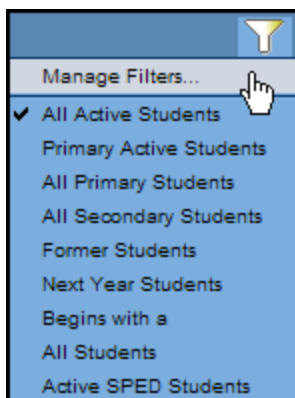 Manage Filters...
All Active Students
Primary Active Students
All Primary Students
All Secondary Students
Former Students
Next Year Students
Begins with a
All Students
Active SPED Students